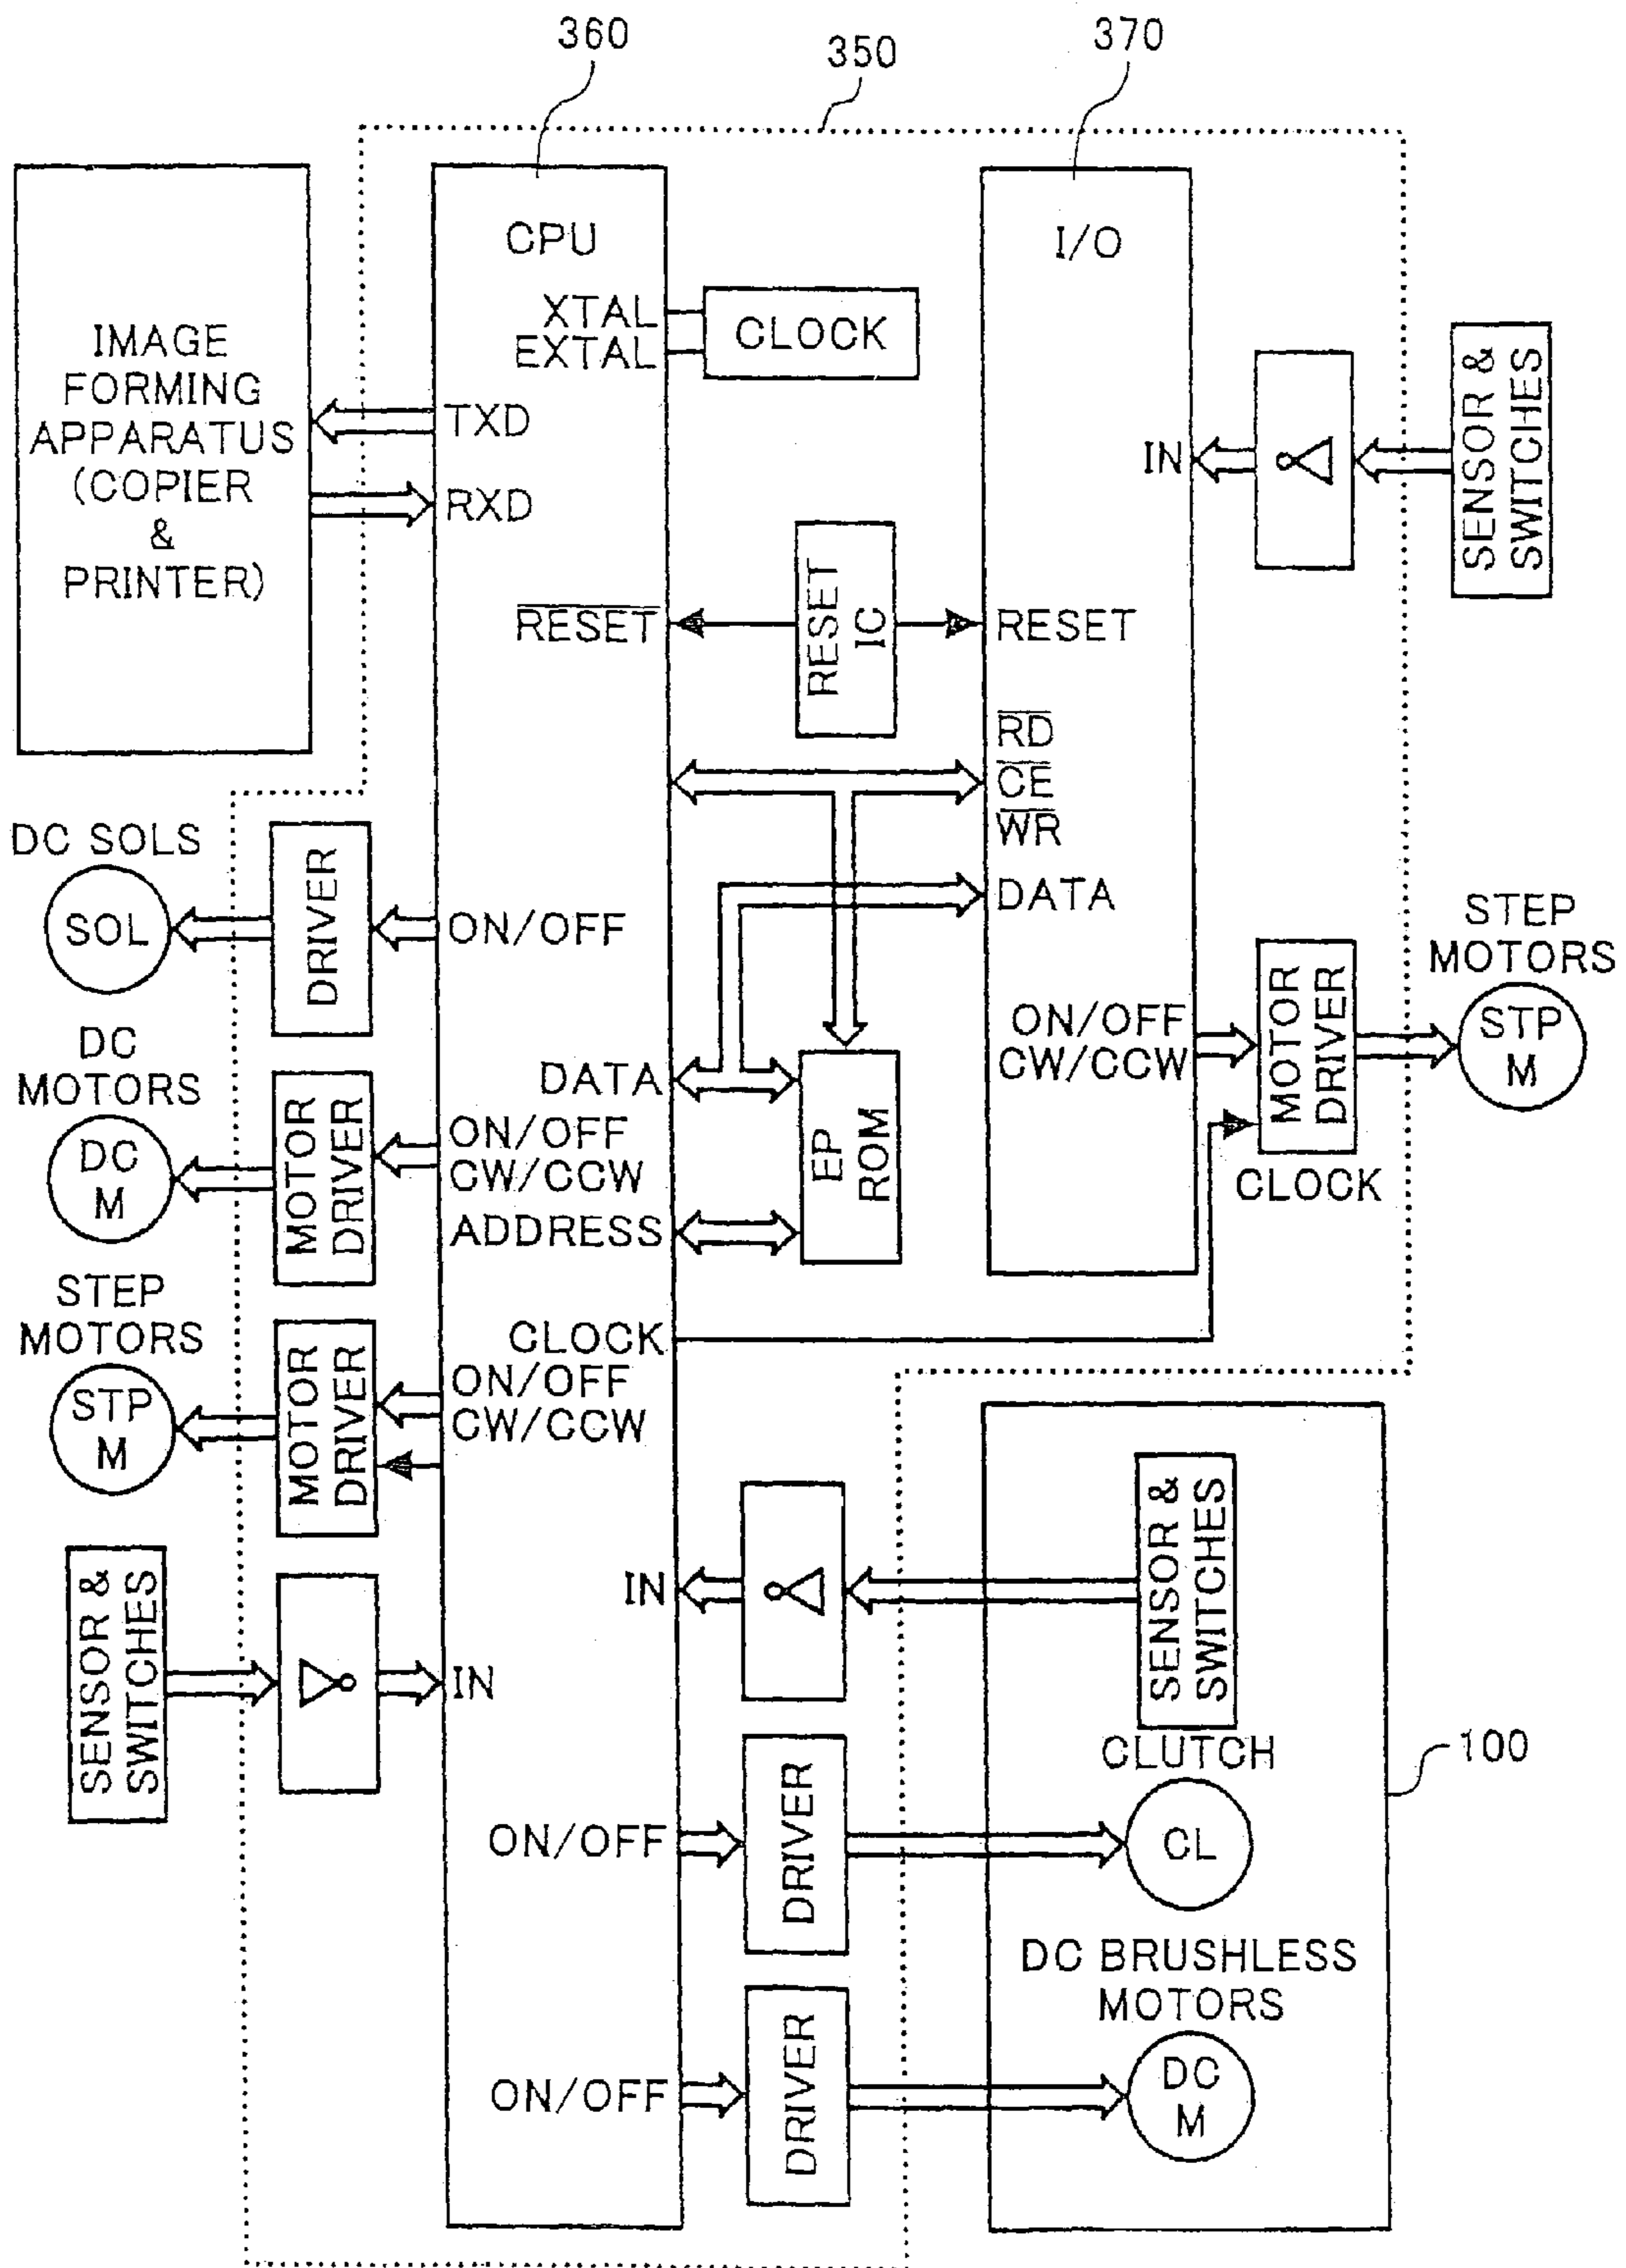 360
350
370
IMAGE
FORMING
APPARATUS
(COPIER
&
PRINTER)
CPU
XTAL
EXTAL
CLOCK
TXD
RXD
RESET
RESET
IC
I/O
IN
SENSOR &
SWITCHES
RESET
RD
CE
WR
DATA
DC SOLS
SOL
DRIVER
ON/OFF
DC
MOTORS
DC
M
MOTOR
DRIVER
ON/OFF
CW/CCW
DATA
ADDRESS
EP
ROM
ON/OFF
CW/CCW
MOTOR
DRIVER
CLOCK
STEP
MOTORS
STP
M
STEP
MOTORS
STP
M
MOTOR
DRIVER
CLOCK
ON/OFF
CW/CCW
SENSOR &
SWITCHES
IN
IN
SENSOR &
SWITCHES
ON/OFF
DRIVER
CLUTCH
CL
100
ON/OFF
DRIVER
DC BRUSHLESS
MOTORS
DC
M